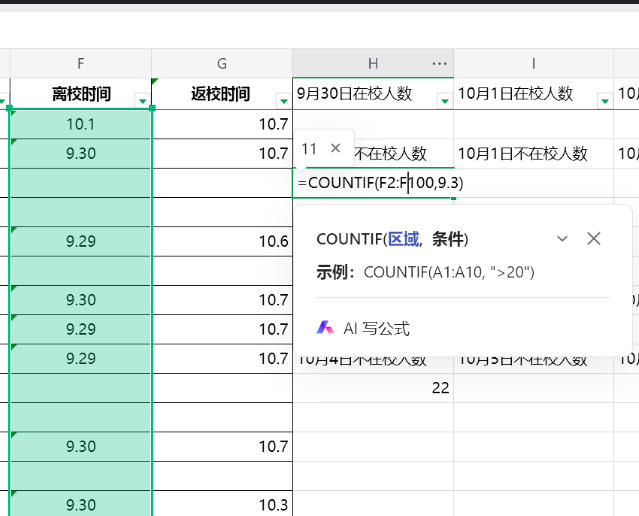 F G H ... I
离校时间 返校时间 9月30日在校人数 10月1日在校人数 10
10.1 10.7
9.30 10.7 11 × 不在校人数 10月1日不在校人数 10
=COUNTIF(F2:F100,9.3)
9.29 10.6 COUNTIF(区域, 条件)
示例: COUNTIF(A1:A10, ">20")
9.30 10.7
9.29 10.7 AI 写公式
9.29 10.7 10月4日不在校人数 10月5日不在校人数 10
22
9.30 10.7
9.30 10.3